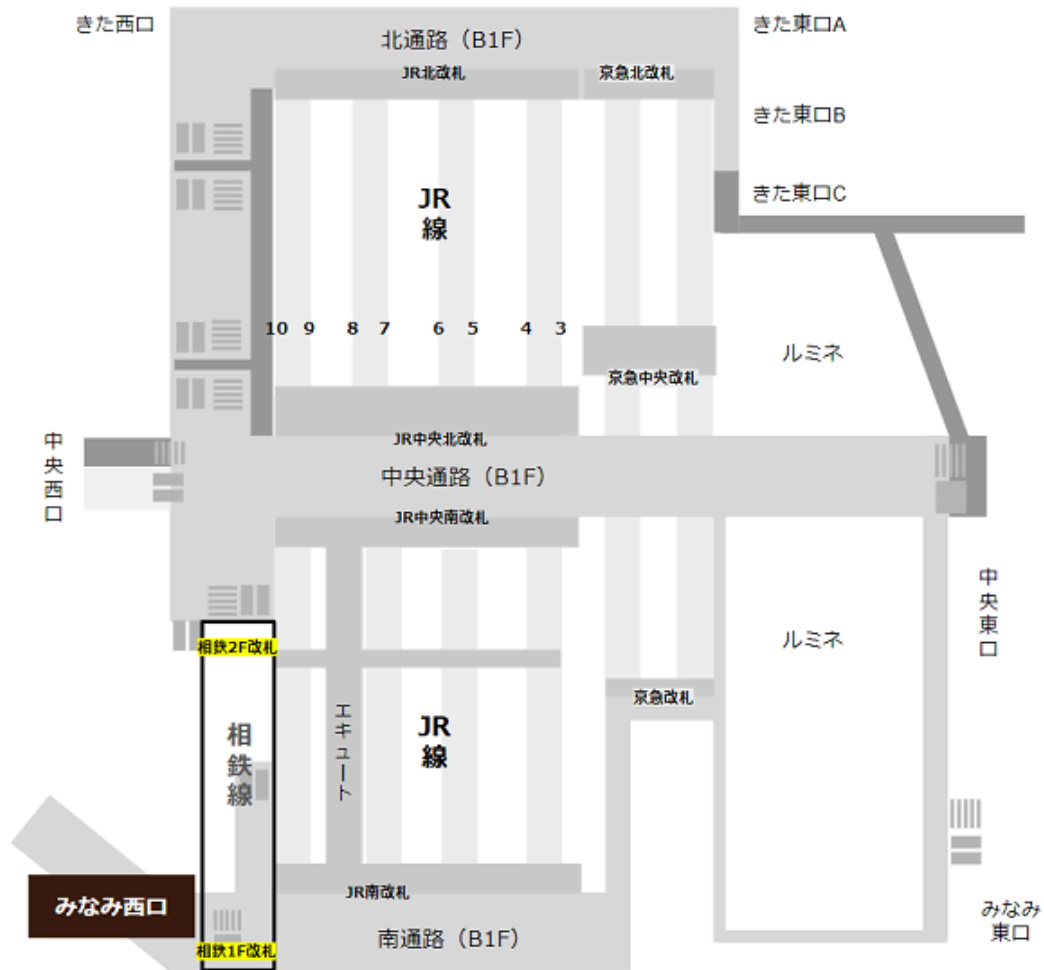 きた西口
北通路（B1F）
きた東口A
JR北改札
京急北改札
きた東口B
きた東口C
JR
線
10 9 8 7 6 5 4 3
ルミネ
京急中央改札
中央西口
JR中央北改札
中央通路（B1F）
JR中央南改札
中央東口
相鉄2F改札
ルミネ
京急改札
相鉄線
エキュート
JR
線
みなみ西口
JR南改札
みなみ
東口
相鉄1F改札
南通路（B1F）